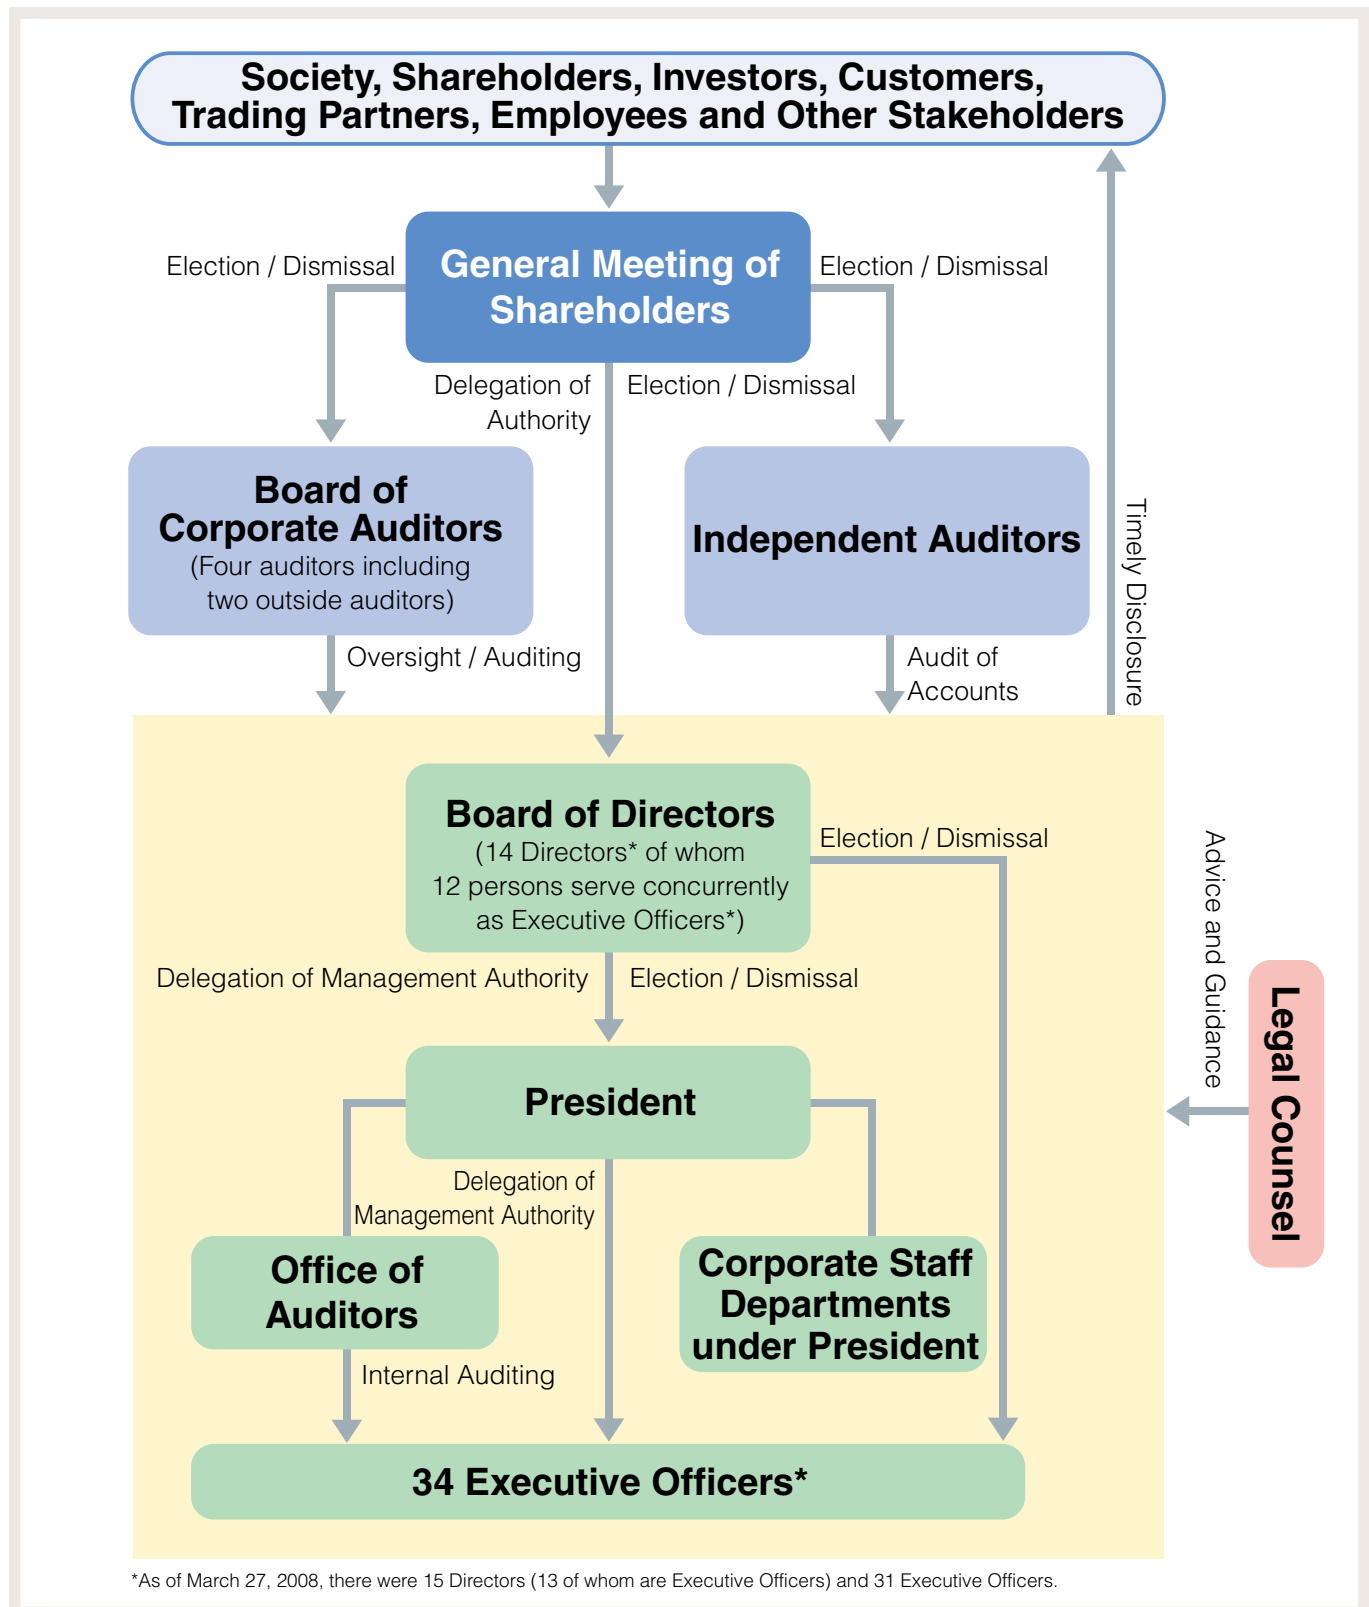 Society, Shareholders, Investors, Customers,
Trading Partners, Employees and Other Stakeholders
General Meeting of
Shareholders
Election / Dismissal
Election / Dismissal
Delegation of
Authority
Election / Dismissal
Board of
Corporate Auditors
(Four auditors including
two outside auditors)
Independent Auditors
Timely Disclosure
Oversight / Auditing
Audit of
Accounts
Board of Directors
(14 Directors* of whom
12 persons serve concurrently
as Executive Officers*)
Election / Dismissal
Advice and Guidance
Legal Counsel
Delegation of Management Authority
Election / Dismissal
President
Delegation of
Management Authority
Office of
Auditors
Corporate Staff
Departments
under President
Internal Auditing
34 Executive Officers*
*As of March 27, 2008, there were 15 Directors (13 of whom are Executive Officers) and 31 Executive Officers.